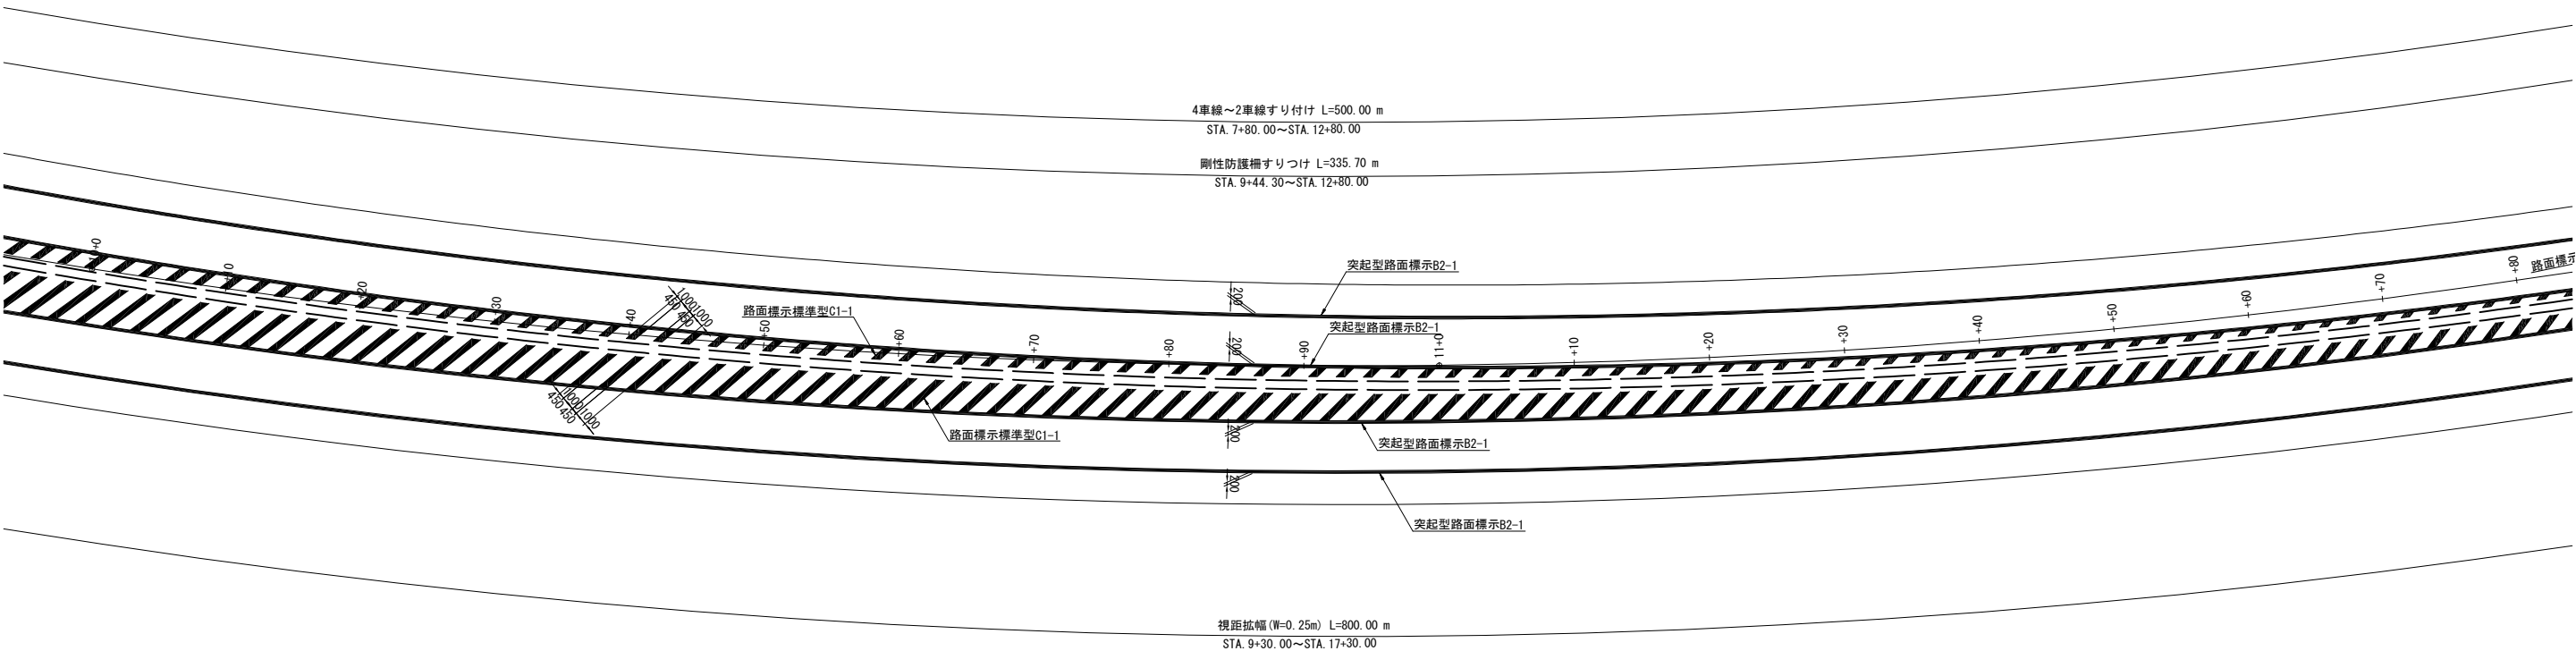 4車線～2車線すり付け L=500.00 m
STA.7+80.00～STA.12+80.00
剛性防護柵すりつけ L=335.70 m
STA.9+44.30～STA.12+80.00
突起型路面標示B2-1
200
路面標示
+80
+70
+60
+50
+40
+30
+20
+10
11+0
+90
+80
+70
+60
+50
+40
+30
+20
路面標示標準型C1-1
突起型路面標示B2-1
200
1000
1000
450
450
1000
1000
450
450
路面標示標準型C1-1
200
突起型路面標示B2-1
200
突起型路面標示B2-1
視距拡幅(W=0.25m) L=800.00 m
STA.9+30.00～STA.17+30.00